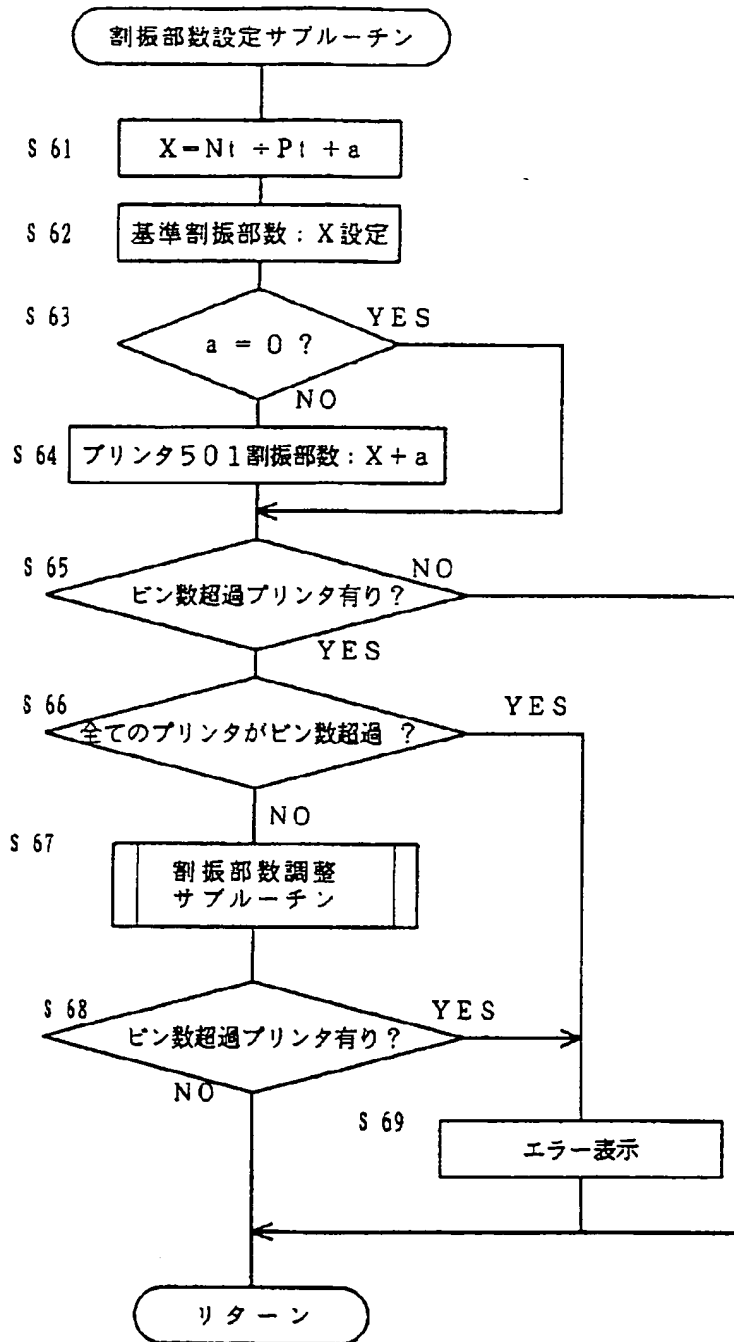 割振部数設定サブルーチン
S 61
X=Nt÷Pt+a
S 62
基準割振部数:X設定
S 63
YES
a = 0 ?
NO
S 64
プリンタ501割振部数:X+a
S 65
NO
ビン数超過プリンタ有り?
YES
S 66
YES
全てのプリンタがビン数超過 ?
NO
S 67
割振部数調整
サブルーチン
S 68
YES
ビン数超過プリンタ有り?
NO
S 69
エラー表示
リターン